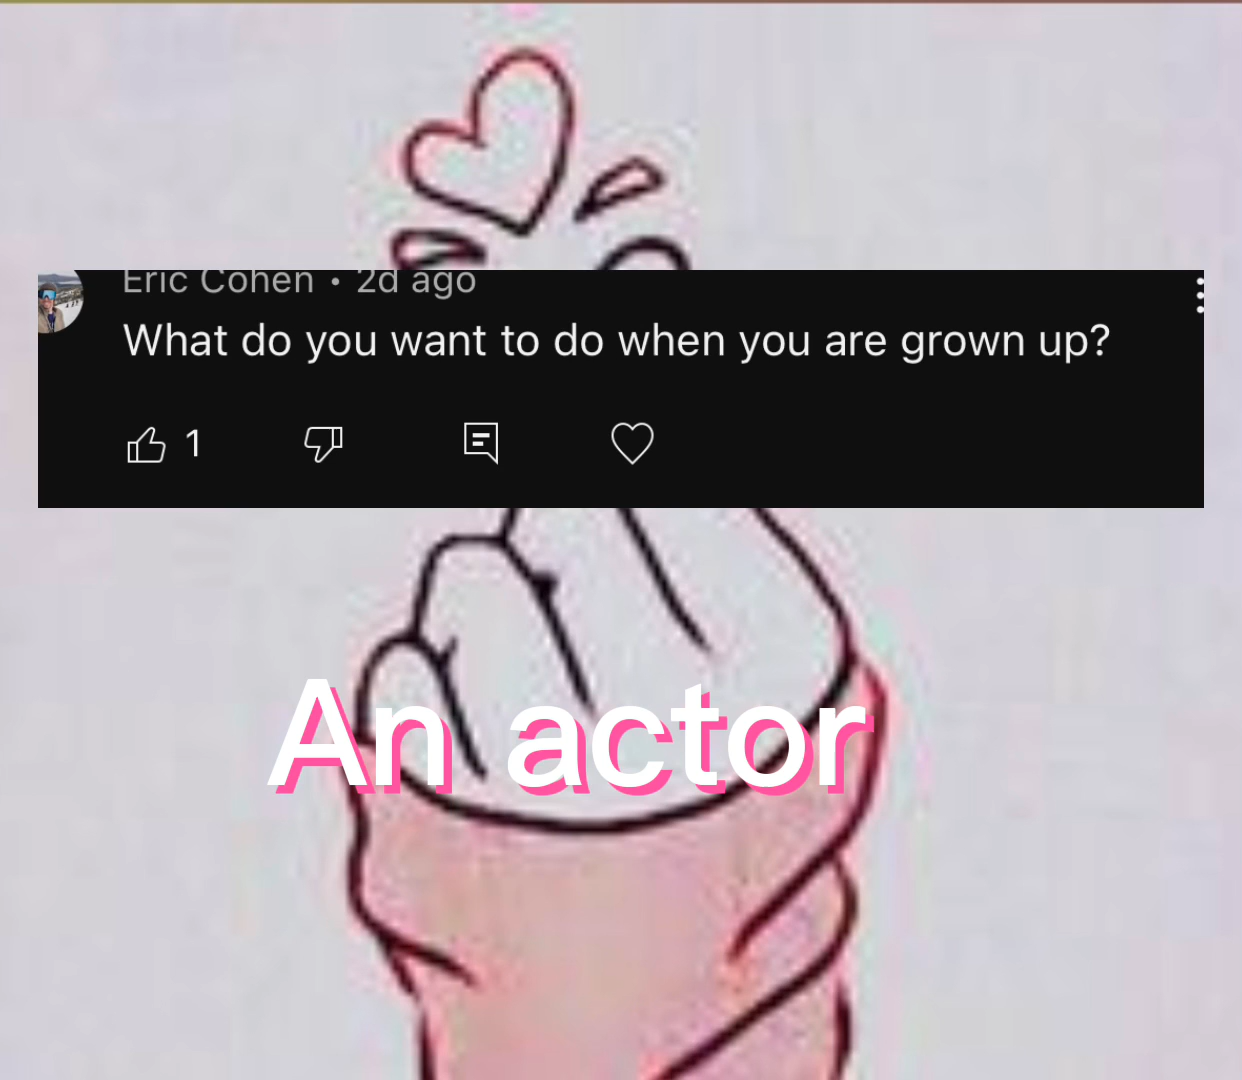 Eric Cohen • 2d ago
What do you want to do when you are grown up?
1
An actor